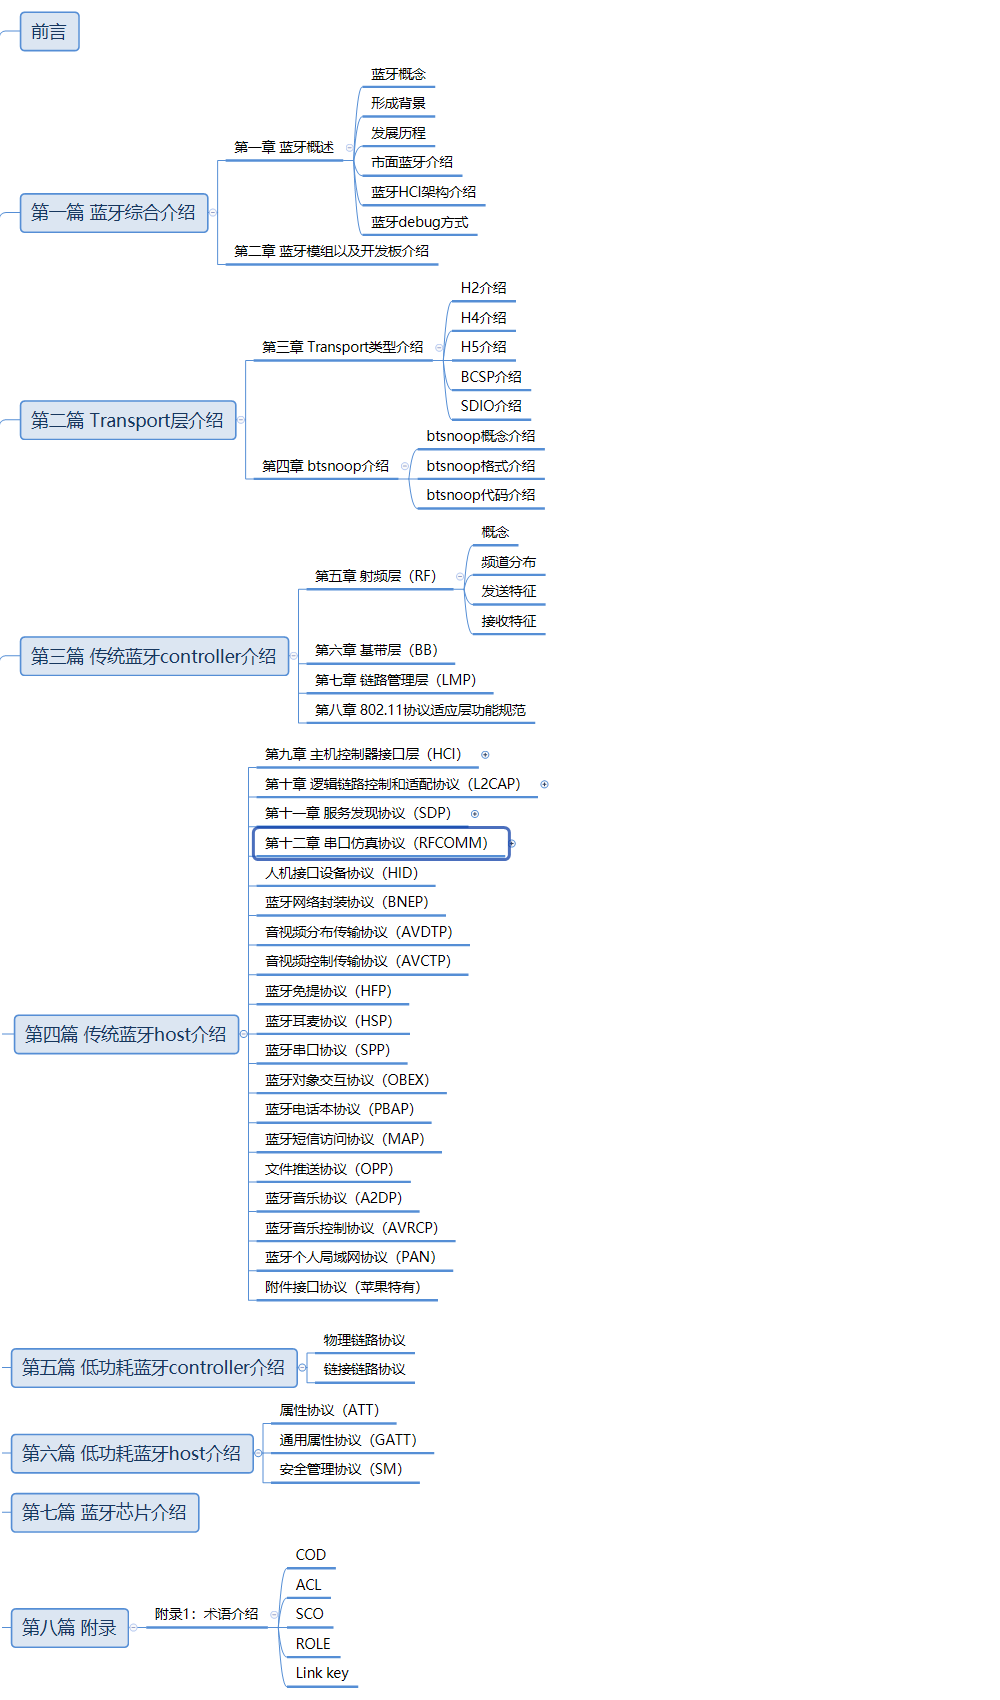 前言
第一篇 蓝牙综合介绍
第一章 蓝牙概述
蓝牙概念
形成背景
发展历程
市面蓝牙介绍
蓝牙HCI架构介绍
蓝牙debug方式
第二章 蓝牙模组以及开发板介绍
第二篇 Transport层介绍
第三章 Transport类型介绍
H2介绍
H4介绍
H5介绍
BCSP介绍
SDIO介绍
第四章 btsnoop介绍
btsnoop概念介绍
btsnoop格式介绍
btsnoop代码介绍
第三篇 传统蓝牙controller介绍
第五章 射频层（RF）
概念
频道分布
发送特征
接收特征
第六章 基带层（BB）
第七章 链路管理层（LMP）
第八章 802.11协议适应层功能规范
第四篇 传统蓝牙host介绍
第九章 主机控制器接口层（HCI）
第十章 逻辑链路控制和适配协议（L2CAP）
第十一章 服务发现协议（SDP）
第十二章 串口仿真协议（RFCOMM）
人机接口设备协议（HID）
蓝牙网络封装协议（BNEP）
音视频分布传输协议（AVDTP）
音视频控制传输协议（AVCTP）
蓝牙免提协议（HFP）
蓝牙耳麦协议（HSP）
蓝牙串口协议（SPP）
蓝牙对象交互协议（OBEX）
蓝牙电话本协议（PBAP）
蓝牙短信访问协议（MAP）
文件推送协议（OPP）
蓝牙音乐协议（A2DP）
蓝牙音乐控制协议（AVRCP）
蓝牙个人局域网协议（PAN）
附件接口协议（苹果特有）
第五篇 低功耗蓝牙controller介绍
物理链路协议
链接链路协议
第六篇 低功耗蓝牙host介绍
属性协议（ATT）
通用属性协议（GATT）
安全管理协议（SM）
第七篇 蓝牙芯片介绍
第八篇 附录
附录1：术语介绍
COD
ACL
SCO
ROLE
Link key